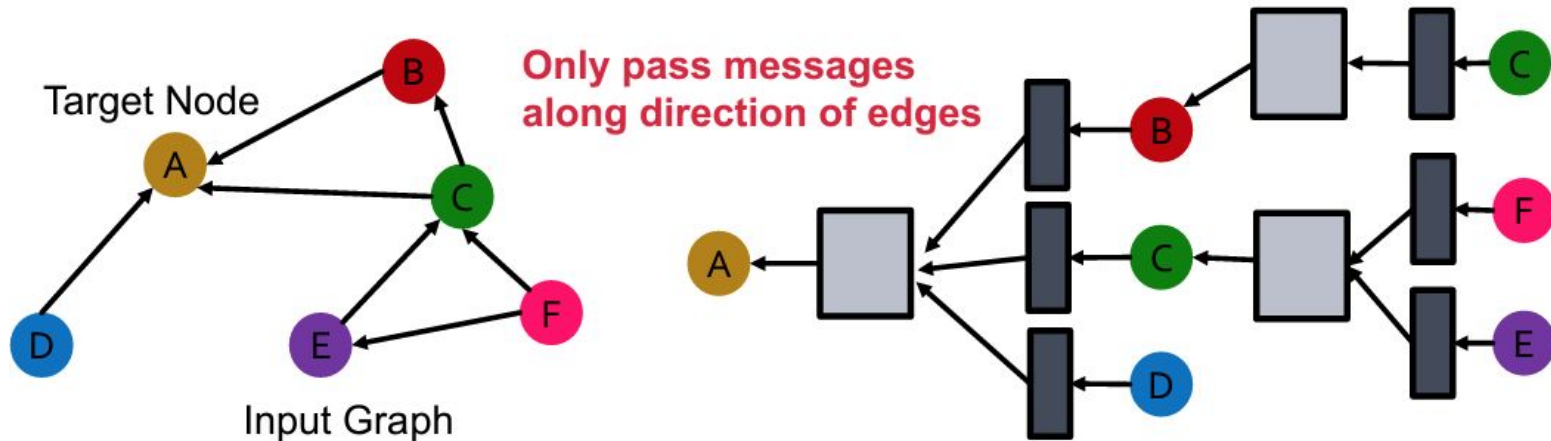 Target Node
A
B
C
D
E
F
Input Graph
Only pass messages
along direction of edges
A
B
C
D
C
F
E